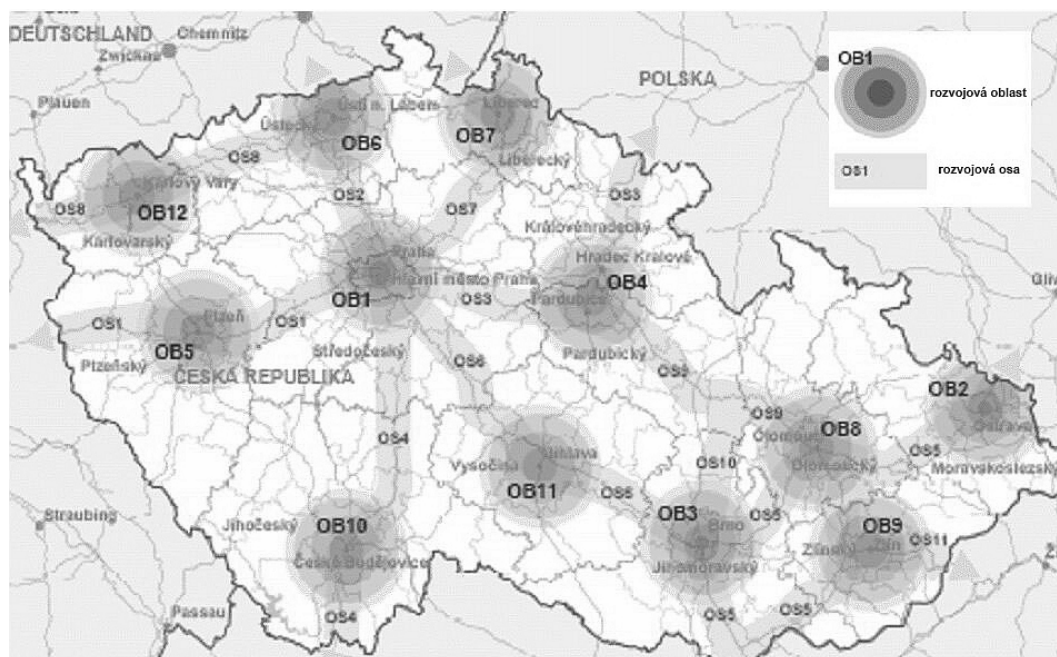 DEUTSCHLAND
Chemnitz
Zwickau
Plauen
POLSKA
OB1
rozvojová oblast
OS1
rozvojová osa
Ústí n. Labem
Ústecký
OB6
Liberec
OB7
Liberecký
OS8
Karlovy Vary
OS8
OB12
Karlovarský
OS2
OS7
OS3
Královéhradecký
Hradec Králové
Praha
Hlavní město Praha
OB1
OS3
OB4
Pardubice
Pardubický
OS1
OB5
Plzeň
OS1
Plzeňský
Středočeský
ČESKÁ REPUBLIKA
OS6
OS9
OB2
Ostrava
OS9
OB8
Olomouc
Olomoucký
OS5
Moravskoslezský
OS4
Vysočina
Jihlava
OB11
OS10
OS6
OS5
Straubing
Jihočeský
OB10
České Budějovice
OB3
Brno
Jihomoravský
OB9
Zlínský
Zlín
OS11
Passau
OS4
OS5
OS5